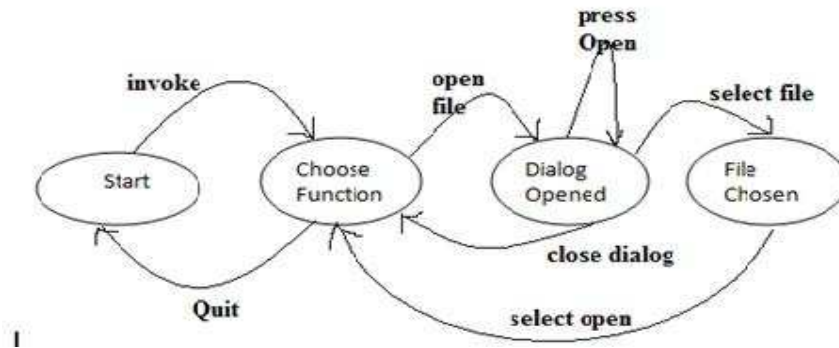 press
Open
invoke
open
file
select file
Start
Choose
Function
Dialog
Opened
File
Chosen
close dialog
Quit
select open